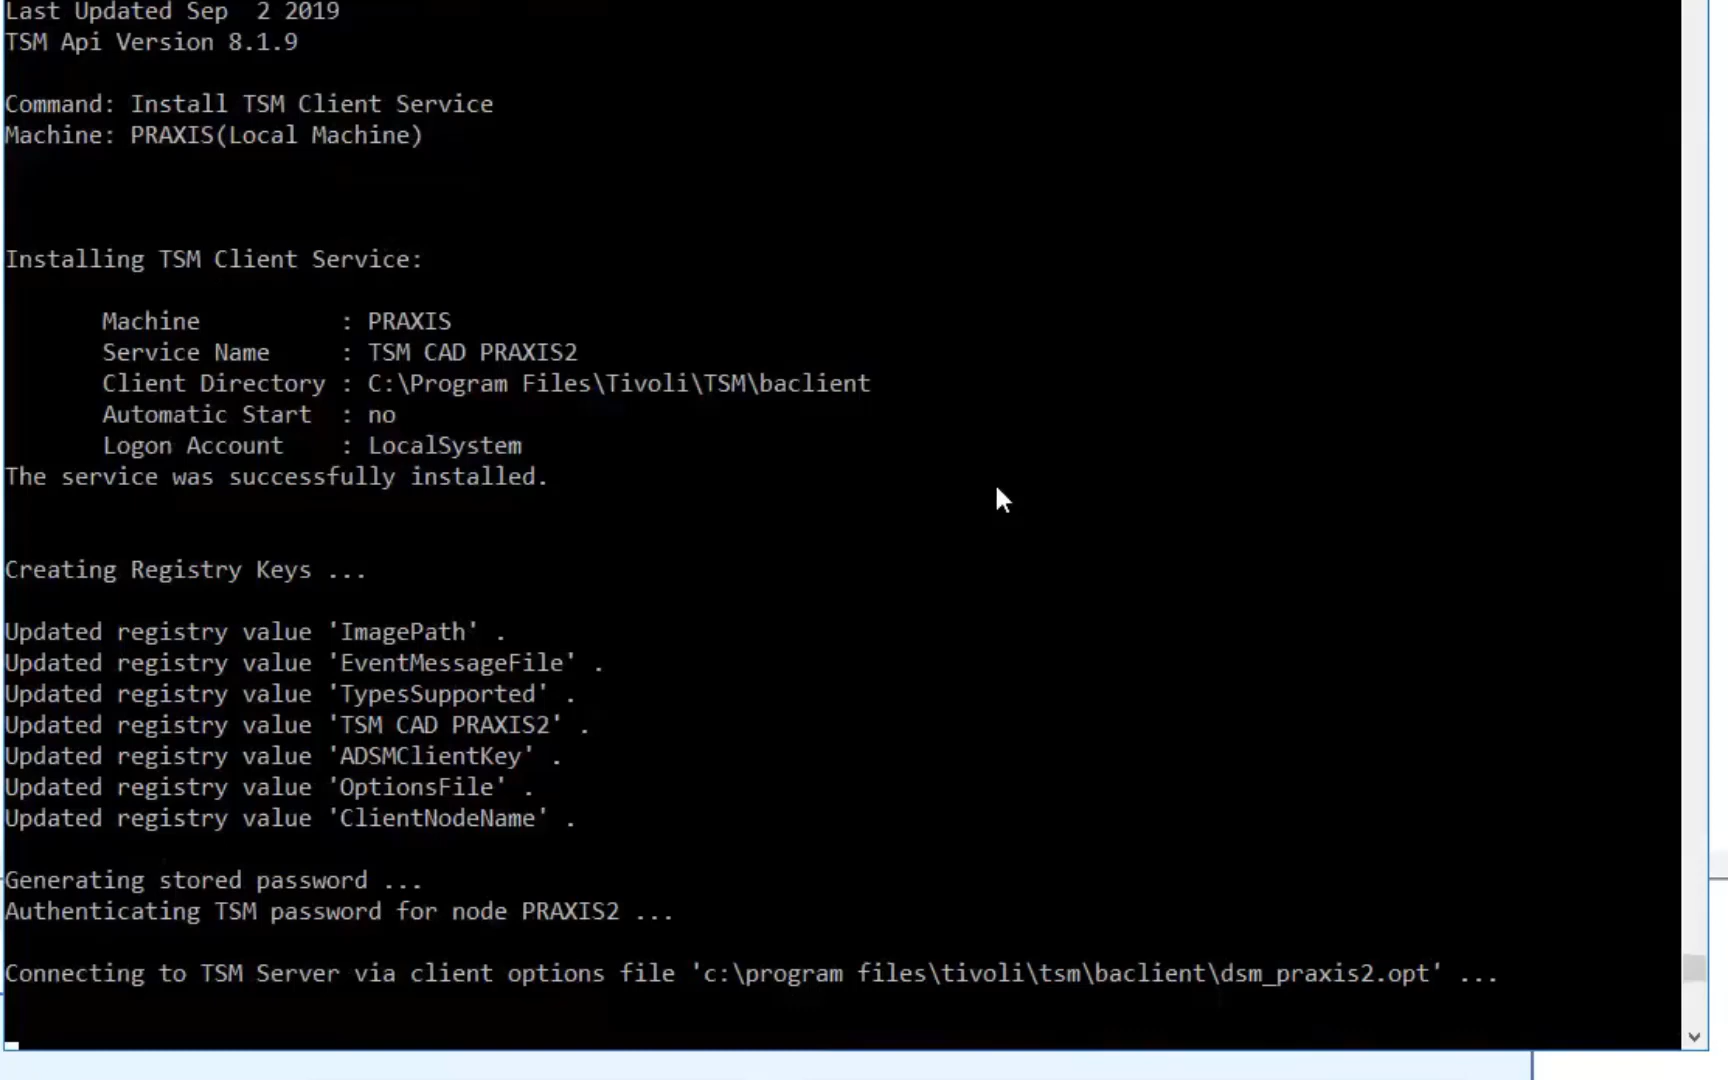 Last Updated Sep  2 2019
TSM Api Version 8.1.9
Command: Install TSM Client Service
Machine: PRAXIS(Local Machine)
Installing TSM Client Service:
Machine          : PRAXIS
Service Name     : TSM CAD PRAXIS2
Client Directory : C:\Program Files\Tivoli\TSM\baclient
Automatic Start  : no
Logon Account    : LocalSystem
The service was successfully installed.
Creating Registry Keys ...
Updated registry value 'ImagePath' .
Updated registry value 'EventMessageFile' .
Updated registry value 'TypesSupported' .
Updated registry value 'TSM CAD PRAXIS2' .
Updated registry value 'ADSMClientKey' .
Updated registry value 'OptionsFile' .
Updated registry value 'ClientNodeName' .
Generating stored password ...
Authenticating TSM password for node PRAXIS2 ...
Connecting to TSM Server via client options file 'c:\program files\tivoli\tsm\baclient\dsm_praxis2.opt' ...